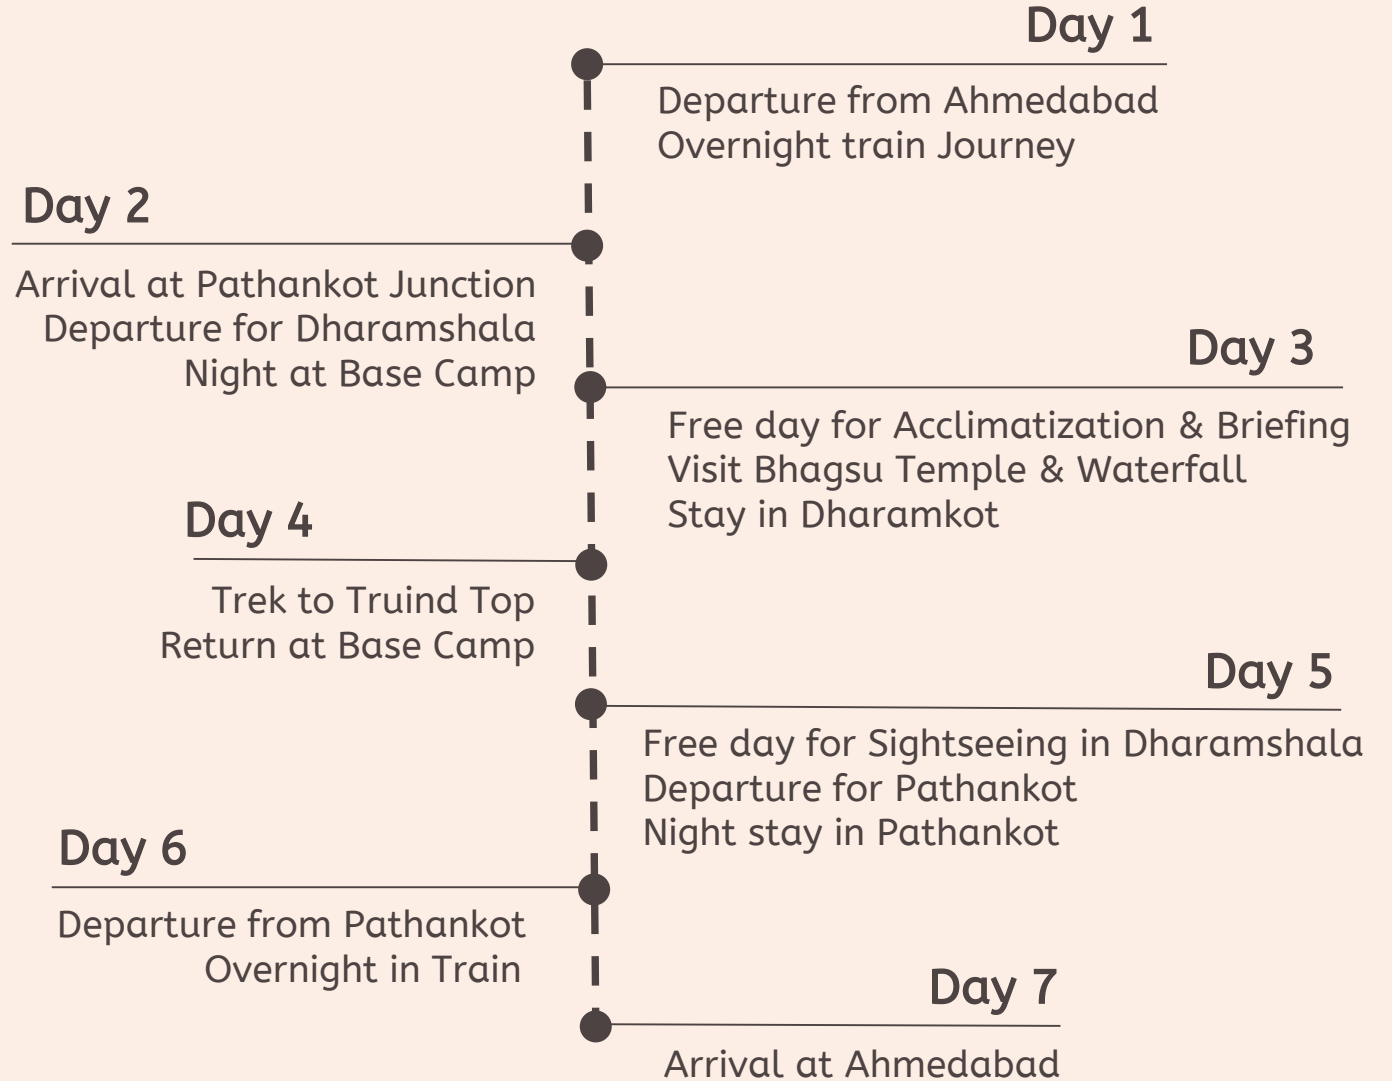 Day 1
Departure from Ahmedabad
Overnight train Journey
Day 2
Arrival at Pathankot Junction
Departure for Dharamshala
Night at Base Camp
Day 3
Free day for Acclimatization & Briefing
Visit Bhagsu Temple & Waterfall
Stay in Dharamkot
Day 4
Trek to Truind Top
Return at Base Camp
Day 5
Free day for Sightseeing in Dharamshala
Departure for Pathankot
Night stay in Pathankot
Day 6
Departure from Pathankot
Overnight in Train
Day 7
Arrival at Ahmedabad